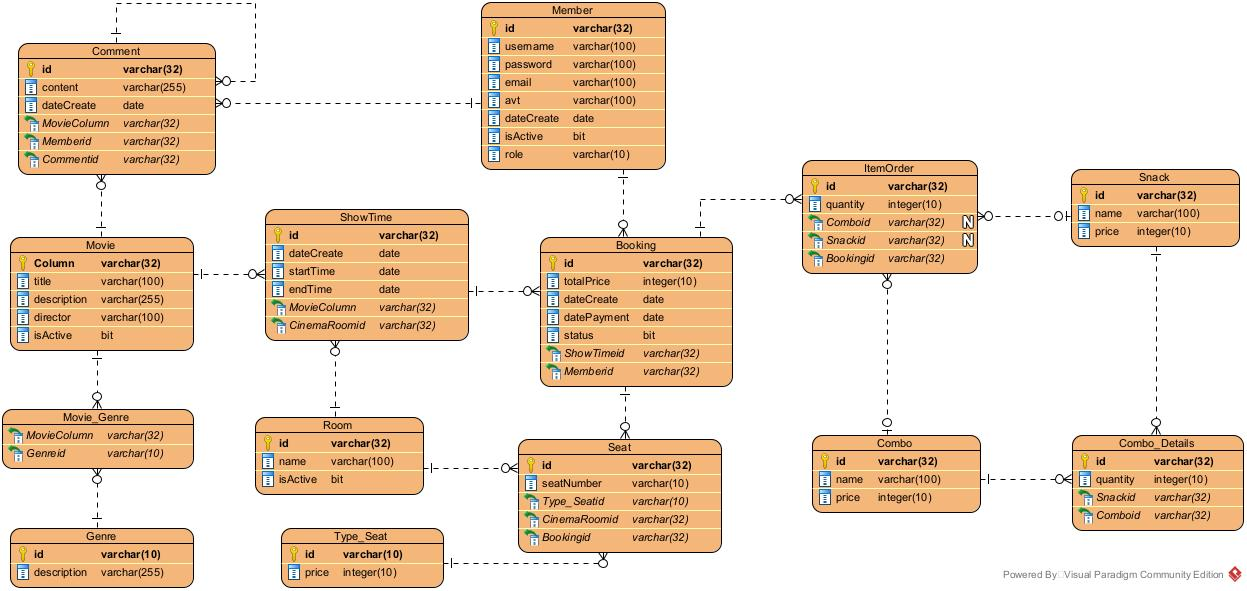 Member
id varchar(32)
username varchar(100)
password varchar(100)
email varchar(100)
avt varchar(100)
dateCreate date
isActive bit
role varchar(10)
Comment
id varchar(32)
content varchar(255)
dateCreate date
MovieColumn varchar(32)
Memberid varchar(32)
Commentid varchar(32)
ItemOrder
id varchar(32)
quantity integer(10)
Comboid varchar(32) N
Snackid varchar(32) N
Bookingid varchar(32)
Snack
id varchar(32)
name varchar(100)
price integer(10)
ShowTime
id varchar(32)
dateCreate date
startTime date
endTime date
MovieColumn varchar(32)
CinemaRoomid varchar(32)
Movie
Column varchar(32)
title varchar(100)
description varchar(255)
director varchar(100)
isActive bit
Booking
id varchar(32)
totalPrice integer(10)
dateCreate date
datePayment date
status bit
ShowTimeid varchar(32)
Memberid varchar(32)
Movie_Genre
MovieColumn varchar(32)
Genreid varchar(10)
Room
id varchar(32)
name varchar(100)
isActive bit
Seat
id varchar(32)
seatNumber varchar(10)
Type_Seatid varchar(10)
CinemaRoomid varchar(32)
Bookingid varchar(32)
Combo
id varchar(32)
name varchar(100)
price integer(10)
Combo_Details
id varchar(32)
quantity integer(10)
Snackid varchar(32)
Comboid varchar(32)
Genre
id varchar(10)
description varchar(255)
Type_Seat
id varchar(10)
price integer(10)
Powered By Visual Paradigm Community Edition